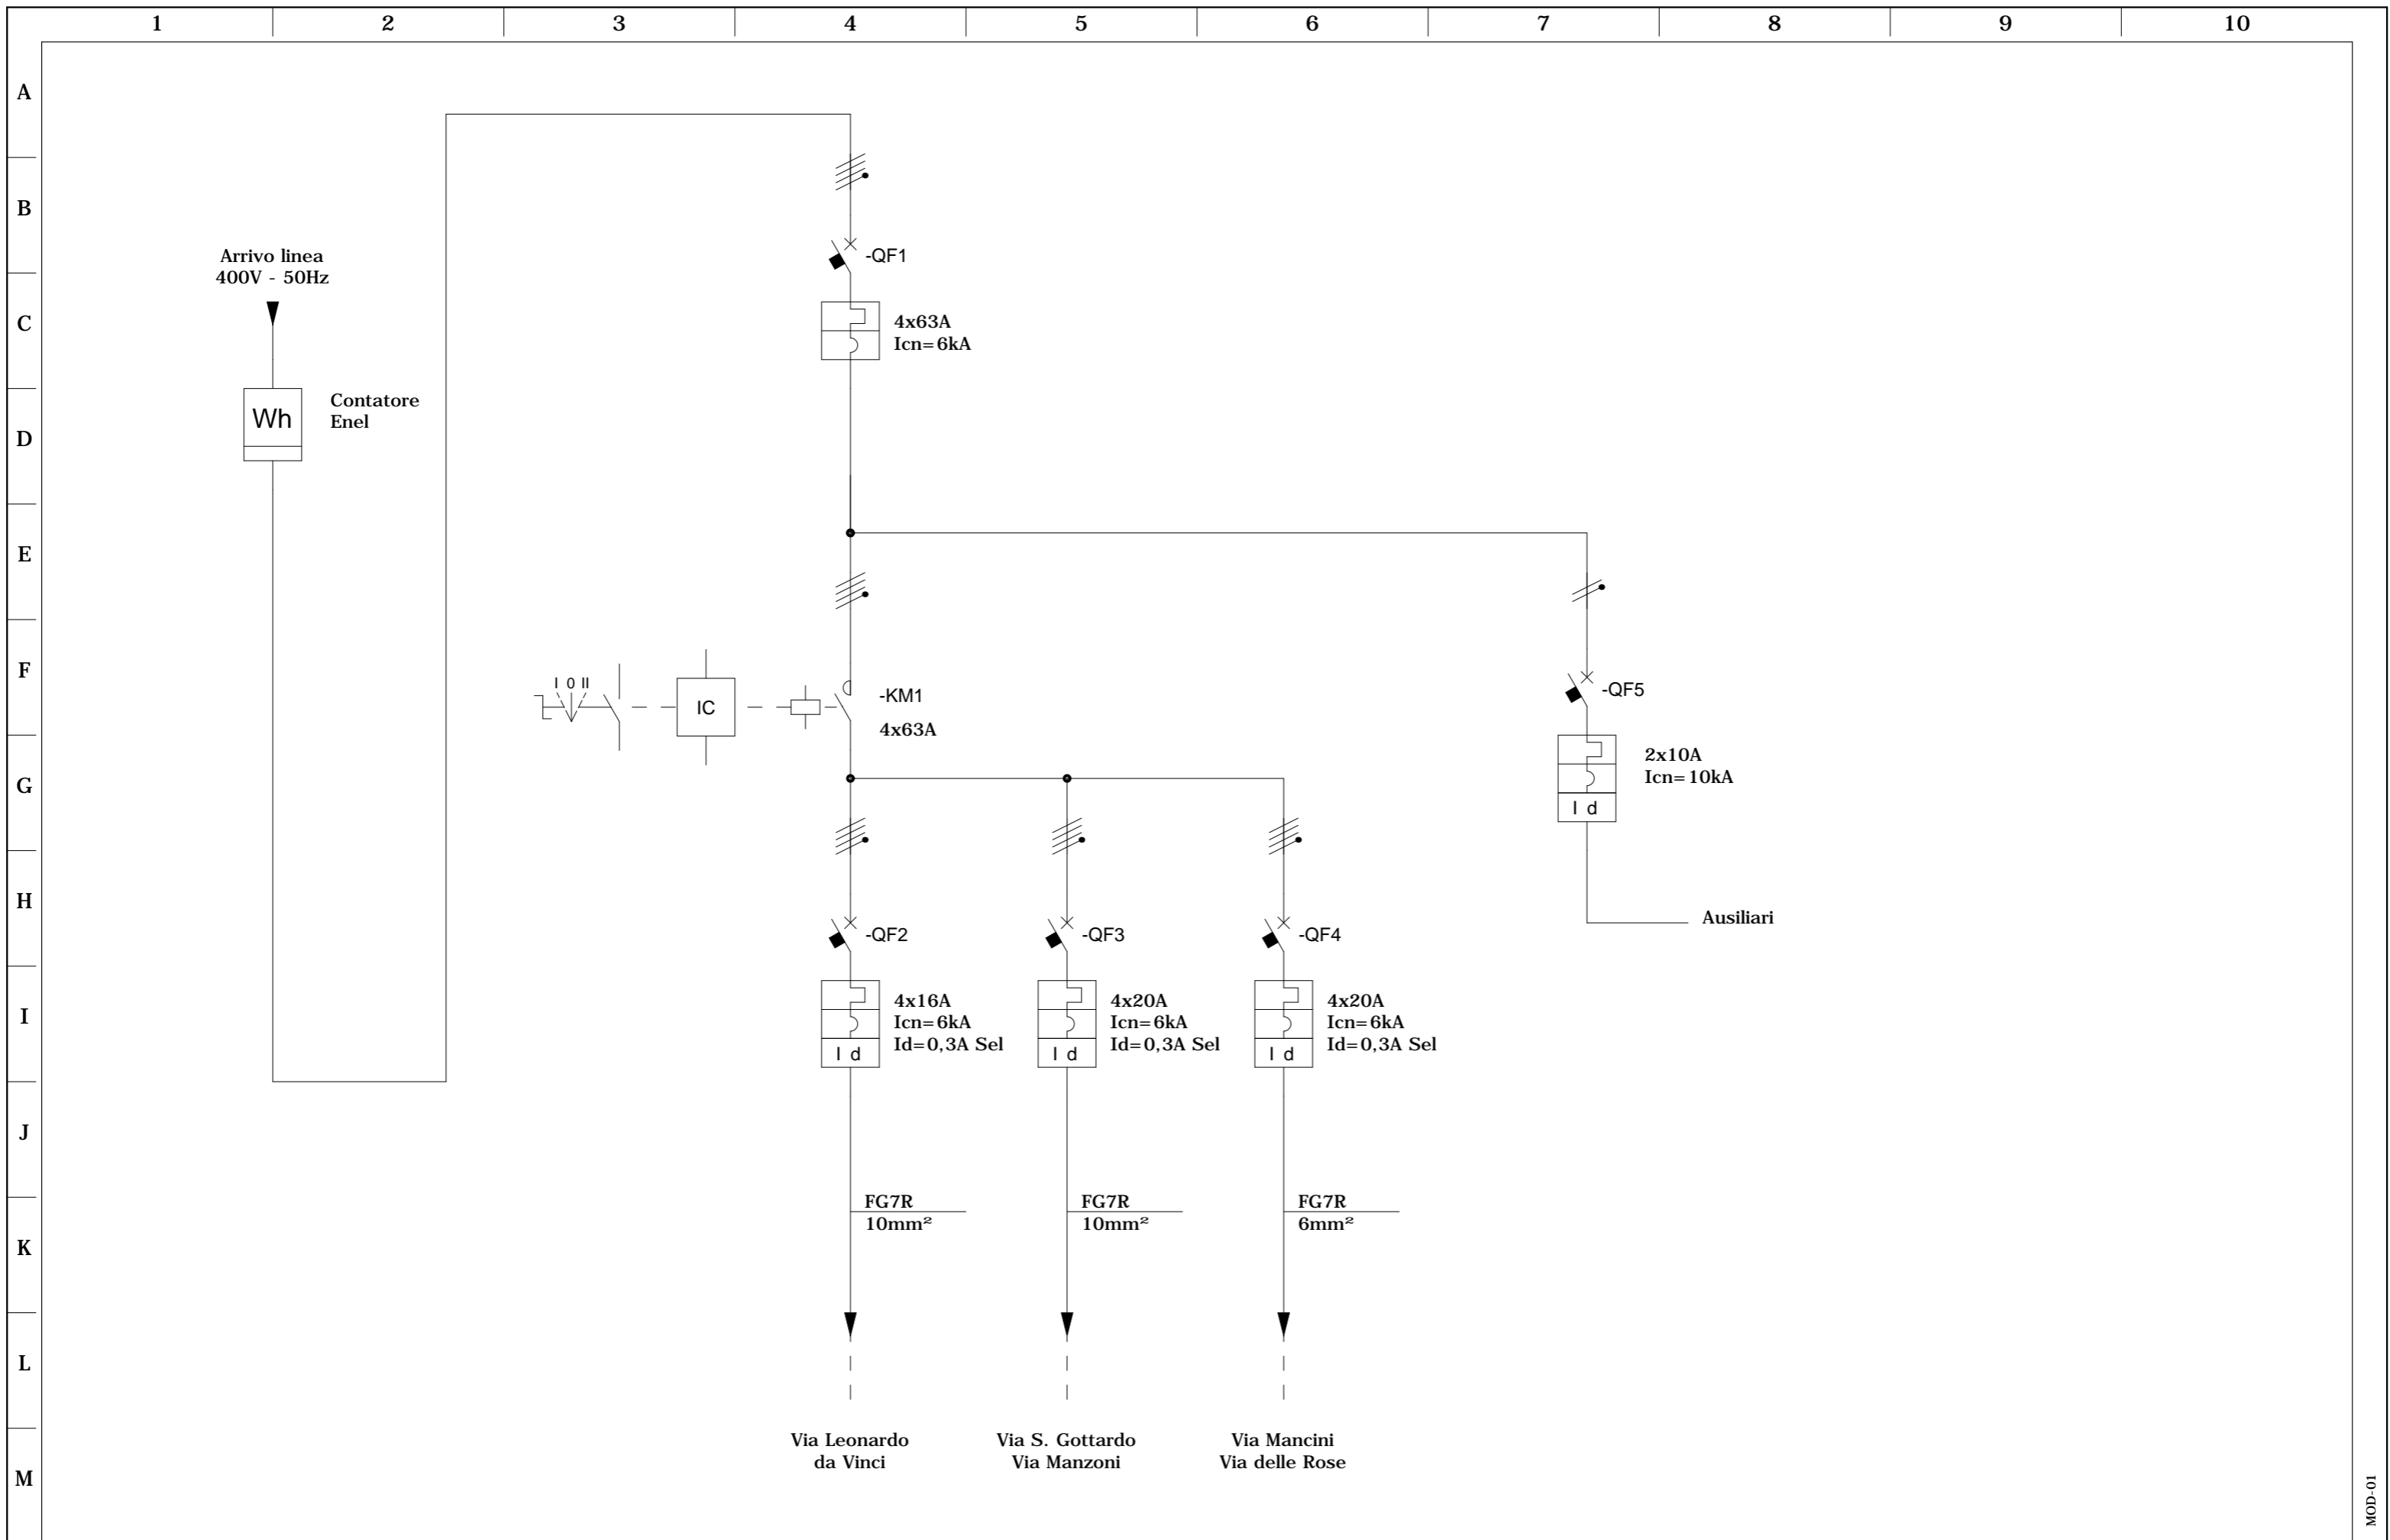 1 2 3 4 5 6 7 8 9 10
A
B
C
D
E
F
G
H
I
J
K
L
M
Arrivo linea
400V - 50Hz
Wh
Contatore
Enel
-QF1
4x63A
Icn=6kA
I 0 II
IC
-KM1
4x63A
-QF5
2x10A
Icn=10kA
I d
Ausiliari
-QF2
4x16A
Icn=6kA
Id=0,3A Sel
I d
-QF3
4x20A
Icn=6kA
Id=0,3A Sel
I d
-QF4
4x20A
Icn=6kA
Id=0,3A Sel
I d
FG7R
10mm²
FG7R
10mm²
FG7R
6mm²
Via Leonardo
da Vinci
Via S. Gottardo
Via Manzoni
Via Mancini
Via delle Rose
MOD-01